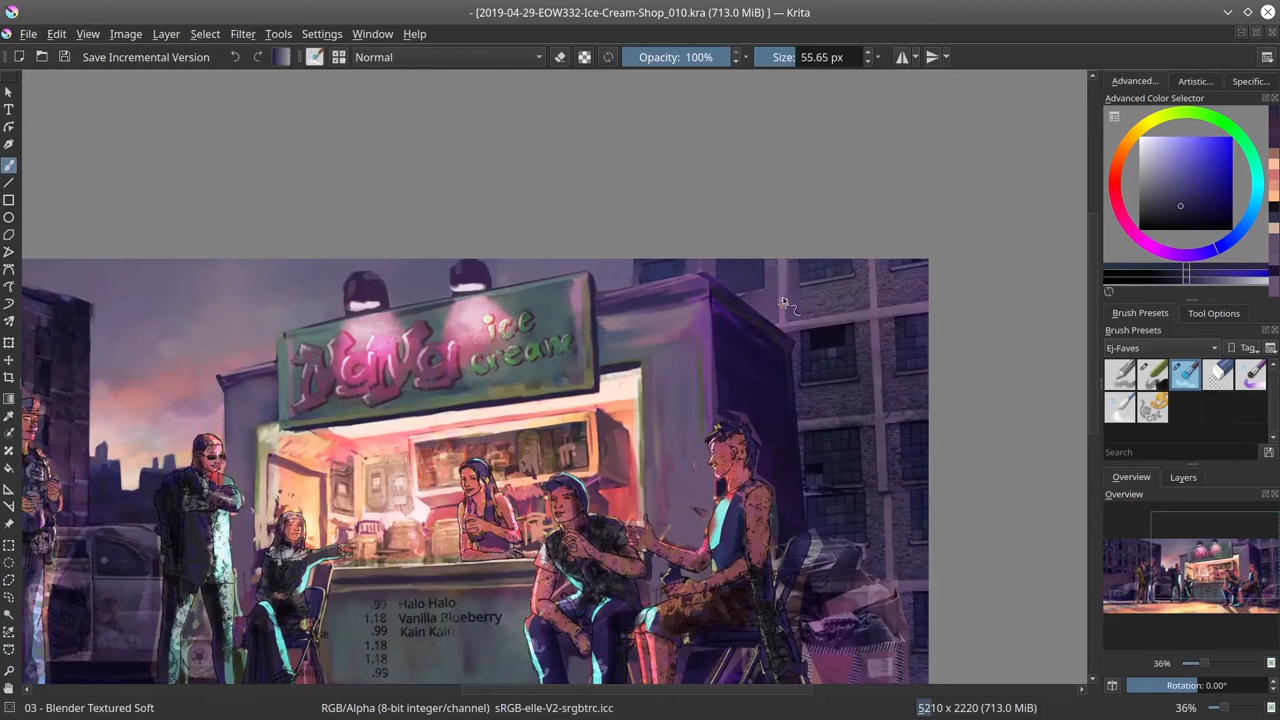 - [2019-04-29-EOW332-Ice-Cream-Shop_010.kra (713.0 MiB) ] — Krita
File Edit View Image Layer Select Filter Tools Settings Window Help
Save Incremental Version
Normal
Opacity: 100%
Size: 55.65 px
Advanced... Artistic... Specific...
Advanced Color Selector
Brush Presets Tool Options
Brush Presets
Ej-Faves
Tag
Search
Overview Layers
Overview
36%
Rotation: 0.00°
NaNa ice
cream
.99 Halo Halo
1.18 Vanilla Blueberry
.99 Kain Kain
1.18
1.18
.99
03 - Blender Textured Soft
RGB/Alpha (8-bit integer/channel) sRGB-elle-V2-srgbtrc.icc
5210 x 2220 (713.0 MiB)
36%